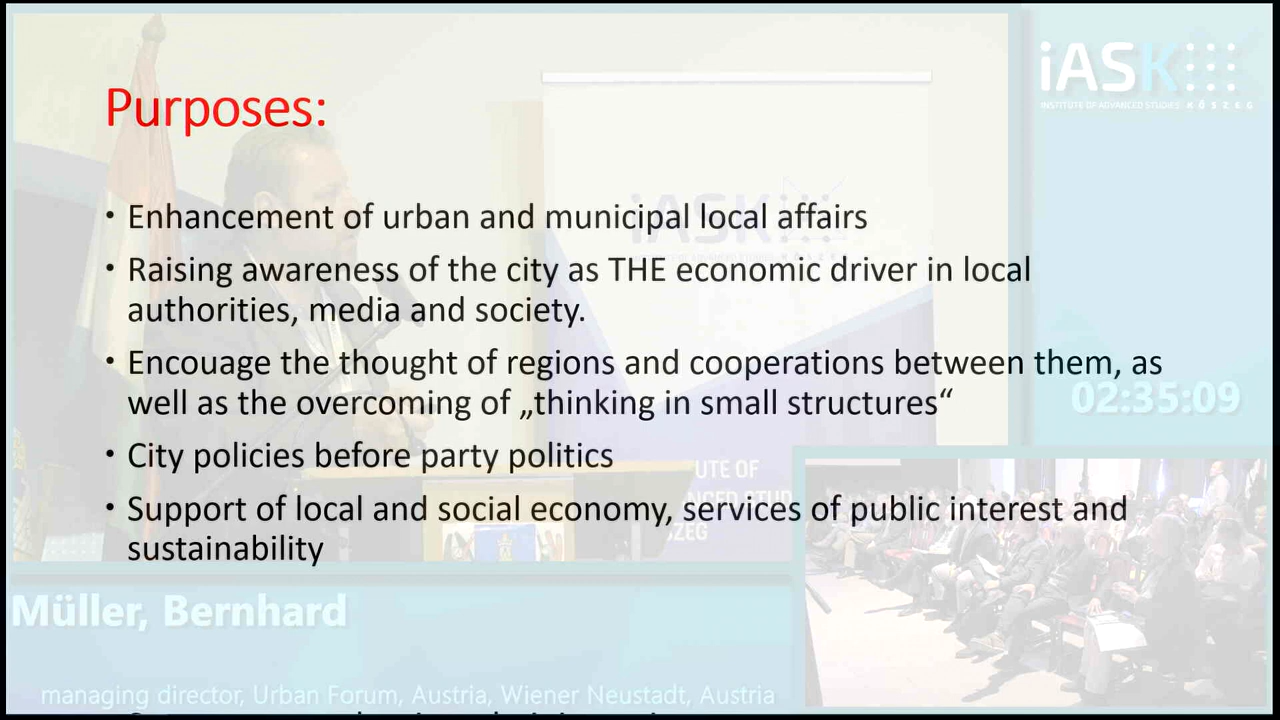 Purposes:
• Enhancement of urban and municipal local affairs
• Raising awareness of the city as THE economic driver in local
authorities, media and society.
• Encouage the thought of regions and cooperations between them, as
well as the overcoming of „thinking in small structures“
• City policies before party politics
• Support of local and social economy, services of public interest and
sustainability
iASK
INSTITUTE OF ADVANCED STUDIES KŐSZEG
iASK
02:35:09
UTE OF
SZEG
Müller, Bernhard
managing director, Urban Forum, Austria, Wiener Neustadt, Austria